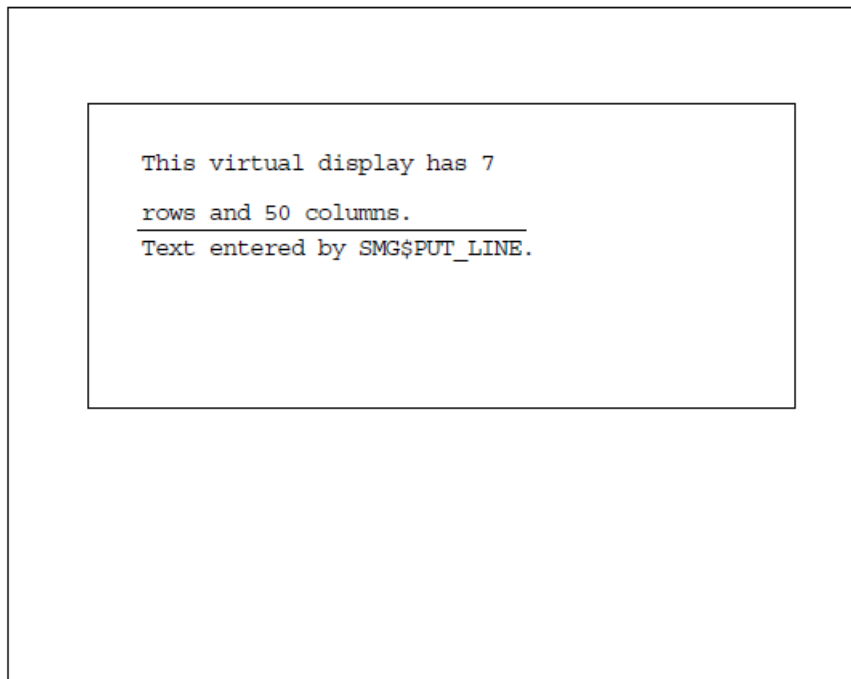 This virtual display has 7
rows and 50 columns.
Text entered by SMG$PUT_LINE.